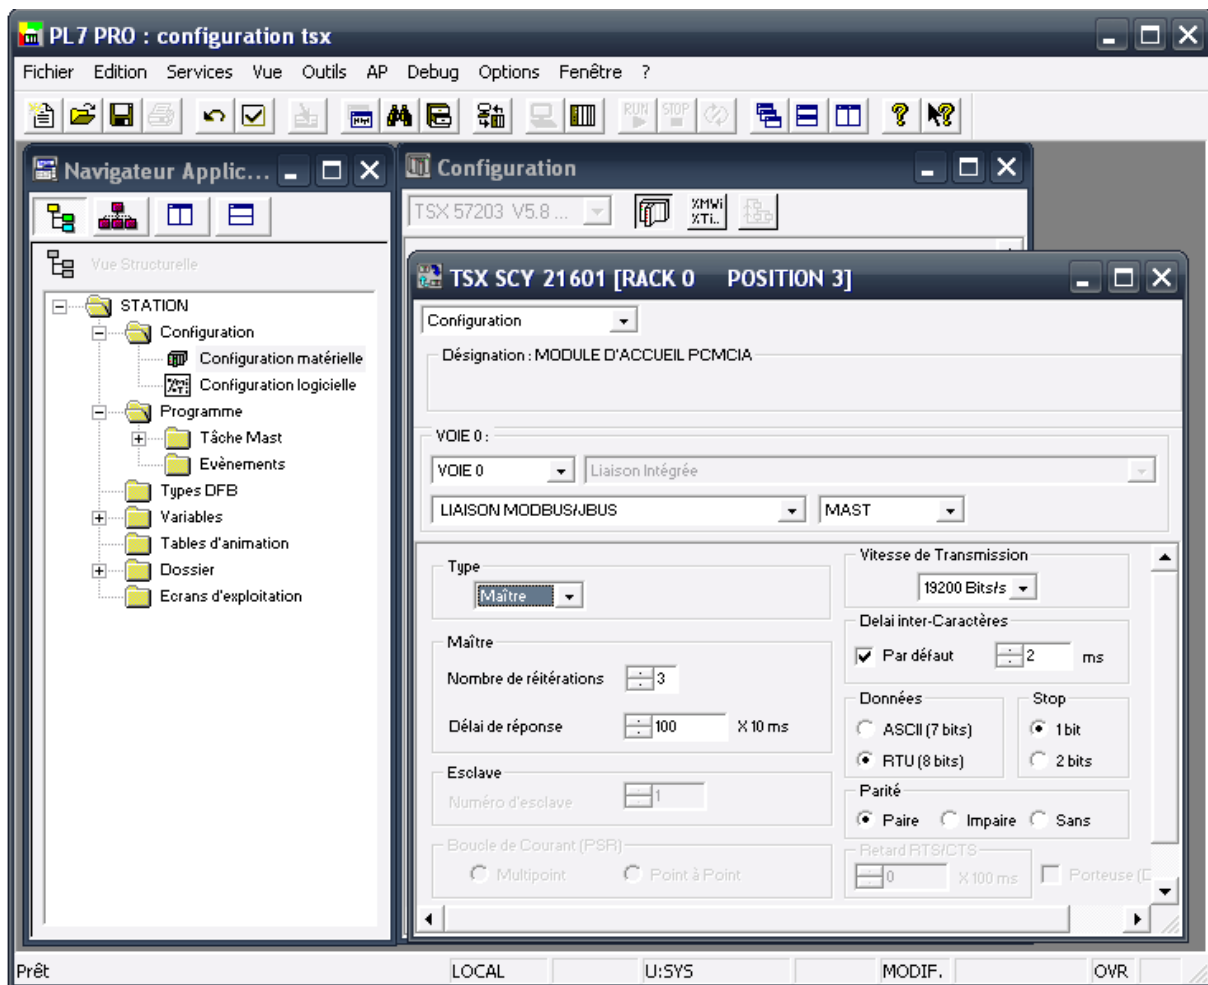 PL7 PRO : configuration tsx
Fichier Edition Services Vue Outils AP Debug Options Fenêtre ?
RUN STOP
Navigateur Applic...
Vue Structurelle
STATION
Configuration
Configuration matérielle
Configuration logicielle
Programme
Tâche Mast
Evènements
Types DFB
Variables
Tables d'animation
Dossier
Ecrans d'exploitation
Configuration
TSX 57203 V5.8 ...
%MWi
%Ti..
TSX SCY 21601 [RACK 0 POSITION 3]
Configuration
Désignation : MODULE D'ACCUEIL PCMCIA
VOIE 0 :
VOIE 0 Liaison Intégrée
LIAISON MODBUS/JBUS MAST
Type
Maître
Maître
Nombre de réitérations 3
Délai de réponse 100 X 10 ms
Esclave
Numéro d'esclave 1
Boucle de Courant (PSR)
Multipoint Point à Point
Vitesse de Transmission
19200 Bits/s
Delai inter-Caractères
Par défaut 2 ms
Données
ASCII (7 bits)
RTU (8 bits)
Stop
1 bit
2 bits
Parité
Paire Impaire Sans
Retard RTS/CTS
0 X 100 ms Porteuse (D
Prêt LOCAL U:SYS MODIF. OVR